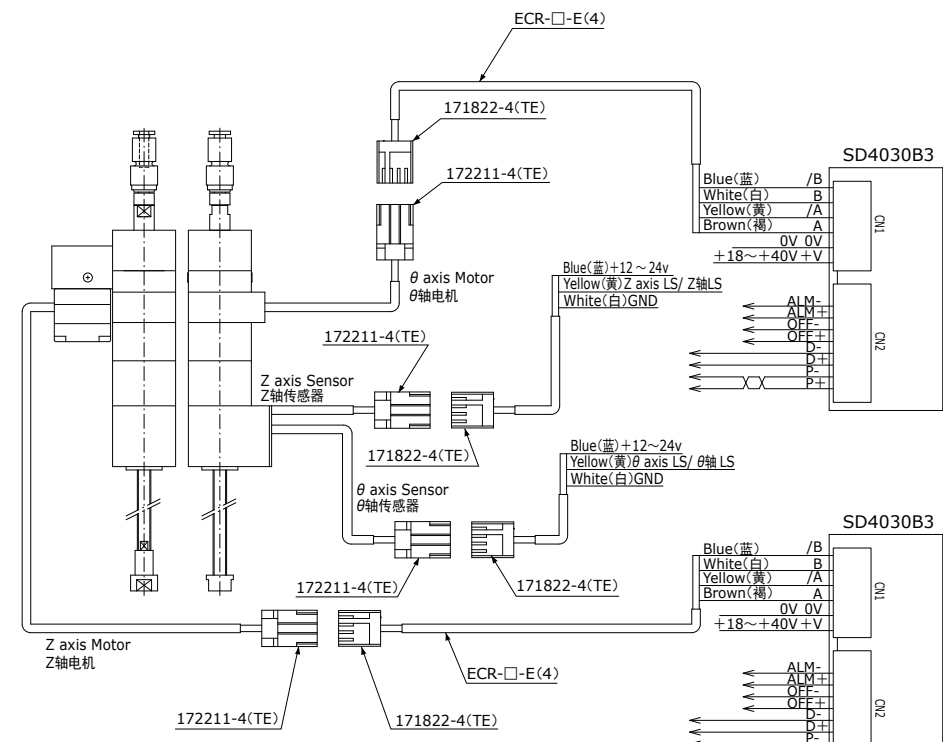 ECR-□-E(4)
171822-4(TE)
172211-4(TE)
SD4030B3
Blue(蓝) /B
White(白) B
Yellow(黄) /A
Brown(褐) A
0V 0V
+18~+40V +V
CN1
ALM-
ALM+
OFF-
OFF+
D-
D+
P-
P+
CN2
θ axis Motor
θ轴电机
Blue(蓝)+12~24v
Yellow(黄)Z axis LS/ Z轴LS
White(白)GND
172211-4(TE)
Z axis Sensor
Z轴传感器
171822-4(TE)
Blue(蓝)+12~24v
Yellow(黄)θ axis LS/ θ轴 LS
White(白)GND
θ axis Sensor
θ轴传感器
172211-4(TE)
171822-4(TE)
SD4030B3
Blue(蓝) /B
White(白) B
Yellow(黄) /A
Brown(褐) A
0V 0V
+18~+40V +V
CN1
ALM-
ALM+
OFF-
OFF+
D-
D+
P-
CN2
Z axis Motor
Z轴电机
ECR-□-E(4)
172211-4(TE)
171822-4(TE)